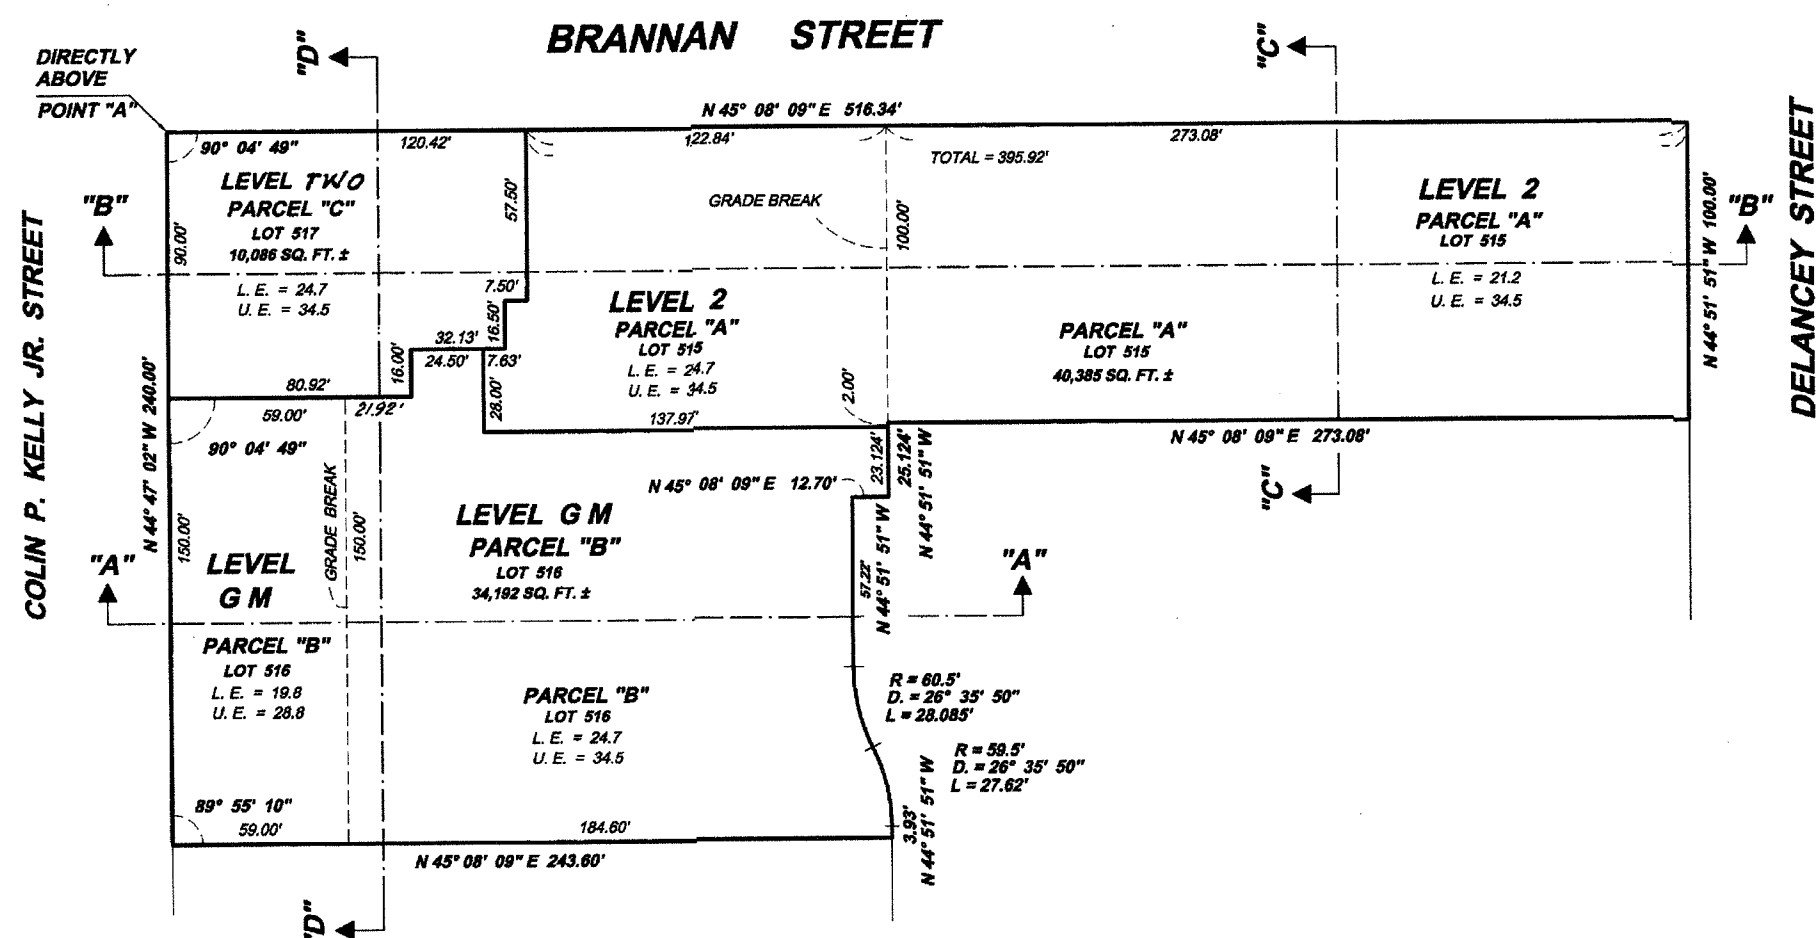 BRANNAN STREET
DIRECTLY
ABOVE
POINT "A"
"D"
"C"
N 45° 08' 09" E 516.34'
90° 04' 49"
120.42'
122.84'
273.08'
TOTAL = 395.92'
LEVEL TWO
PARCEL "C"
LOT 517
10,086 SQ. FT. ±
L. E. = 24.7
U. E. = 34.5
"B"
90.00'
57.50'
GRADE BREAK
100.00'
LEVEL 2
PARCEL "A"
LOT 515
L. E. = 21.2
U. E. = 34.5
N 44° 51' 51" W 100.00'
"B"
DELANCEY STREET
COLIN P. KELLY JR. STREET
7.50'
16.50'
32.13'
24.50'
7.63'
16.00'
28.00'
LEVEL 2
PARCEL "A"
LOT 515
L. E. = 24.7
U. E. = 34.5
137.97'
2.00'
PARCEL "A"
LOT 515
40,385 SQ. FT. ±
80.92'
59.00'
21.92'
90° 04' 49"
N 44° 47' 02" W 240.00'
N 45° 08' 09" E 273.08'
"C"
23.124'
25.124'
N 44° 51' 51" W
N 45° 08' 09" E 12.70'
GRADE BREAK
150.00'
150.00'
LEVEL G M
PARCEL "B"
LOT 516
34,192 SQ. FT. ±
57.22'
N 44° 51' 51" W
"A"
"A"
LEVEL
G M
PARCEL "B"
LOT 516
L. E. = 19.8
U. E. = 28.8
PARCEL "B"
LOT 516
L. E. = 24.7
U. E. = 34.5
R = 60.5'
D. = 26° 35' 50"
L = 28.085'
R = 59.5'
D. = 26° 35' 50"
L = 27.62'
89° 55' 10"
59.00'
184.60'
3.93'
N 44° 51' 51" W
N 45° 08' 09" E 243.60'
"D"